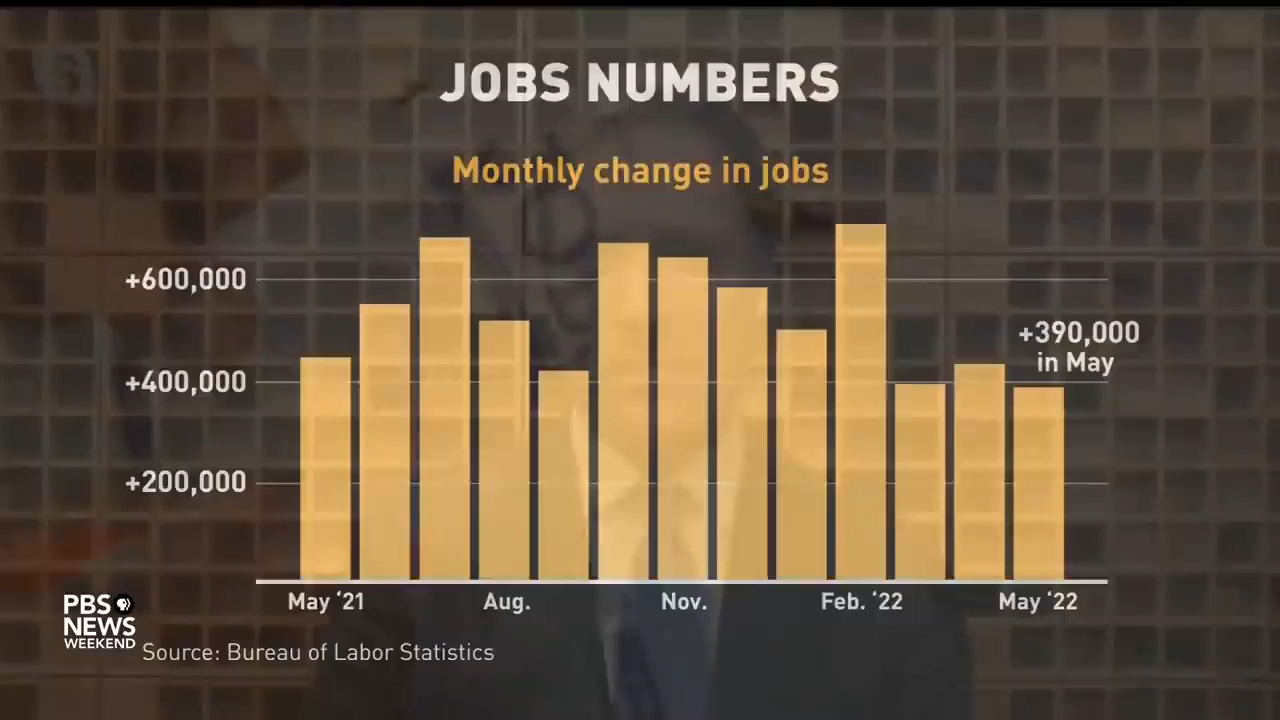 JOBS NUMBERS
Monthly change in jobs
+600,000
+400,000
+200,000
+390,000
in May
May ‘21
Aug.
Nov.
Feb. ‘22
May ‘22
PBS
NEWS
WEEKEND
Source: Bureau of Labor Statistics